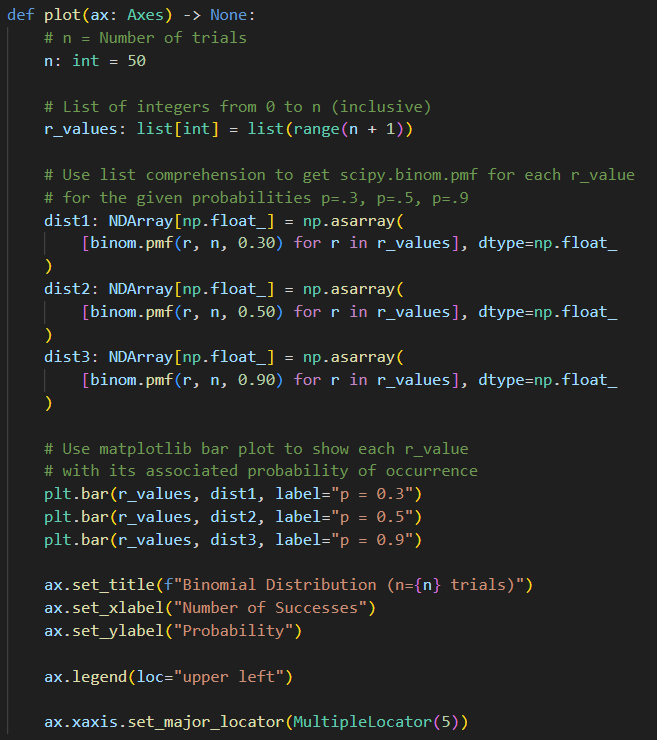 def plot(ax: Axes) -> None:
    # n = Number of trials
    n: int = 50

    # List of integers from 0 to n (inclusive)
    r_values: list[int] = list(range(n + 1))

    # Use list comprehension to get scipy.binom.pmf for each r_value
    # for the given probabilities p=.3, p=.5, p=.9
    dist1: NDArray[np.float_] = np.asarray(
        [binom.pmf(r, n, 0.30) for r in r_values], dtype=np.float_
    )
    dist2: NDArray[np.float_] = np.asarray(
        [binom.pmf(r, n, 0.50) for r in r_values], dtype=np.float_
    )
    dist3: NDArray[np.float_] = np.asarray(
        [binom.pmf(r, n, 0.90) for r in r_values], dtype=np.float_
    )

    # Use matplotlib bar plot to show each r_value
    # with its associated probability of occurrence
    plt.bar(r_values, dist1, label="p = 0.3")
    plt.bar(r_values, dist2, label="p = 0.5")
    plt.bar(r_values, dist3, label="p = 0.9")

    ax.set_title(f"Binomial Distribution (n={n} trials)")
    ax.set_xlabel("Number of Successes")
    ax.set_ylabel("Probability")

    ax.legend(loc="upper left")

    ax.xaxis.set_major_locator(MultipleLocator(5))